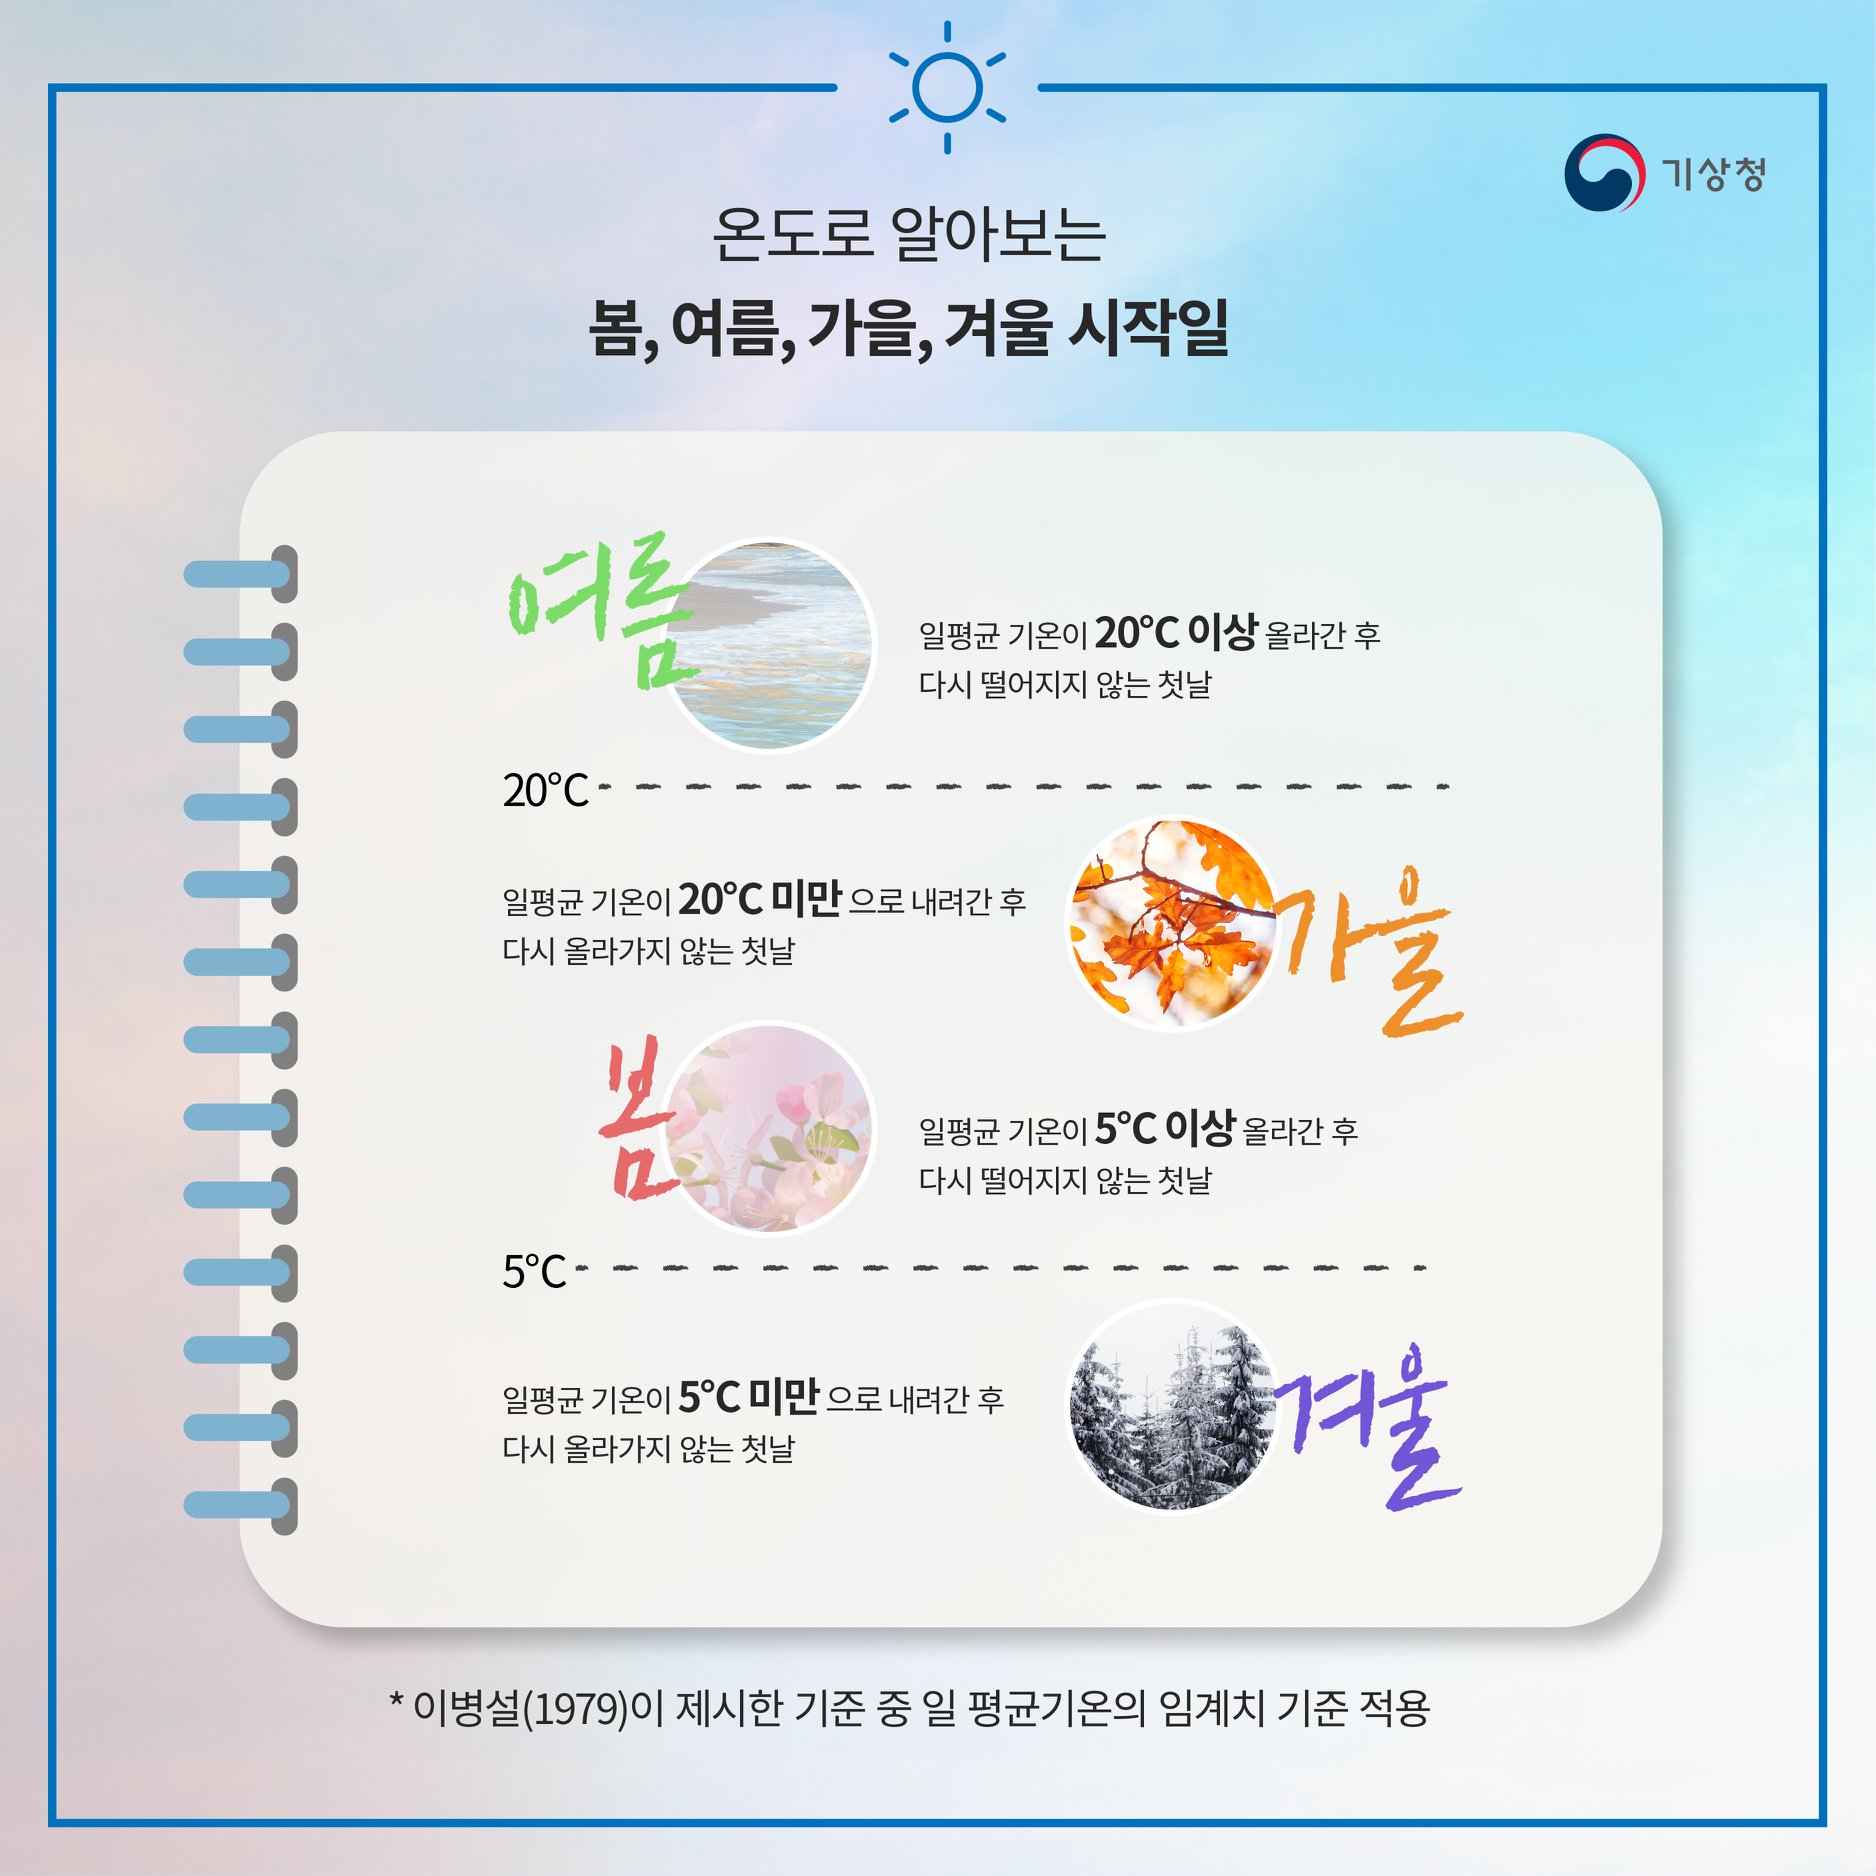 기상청
온도로 알아보는
봄, 여름, 가을, 겨울 시작일
여름
일평균 기온이 20°C 이상 올라간 후
다시 떨어지지 않는 첫날
20°C
일평균 기온이 20°C 미만 으로 내려간 후
다시 올라가지 않는 첫날
가을
봄
일평균 기온이 5°C 이상 올라간 후
다시 떨어지지 않는 첫날
5°C
일평균 기온이 5°C 미만 으로 내려간 후
다시 올라가지 않는 첫날
겨울
* 이병설(1979)이 제시한 기준 중 일 평균기온의 임계치 기준 적용